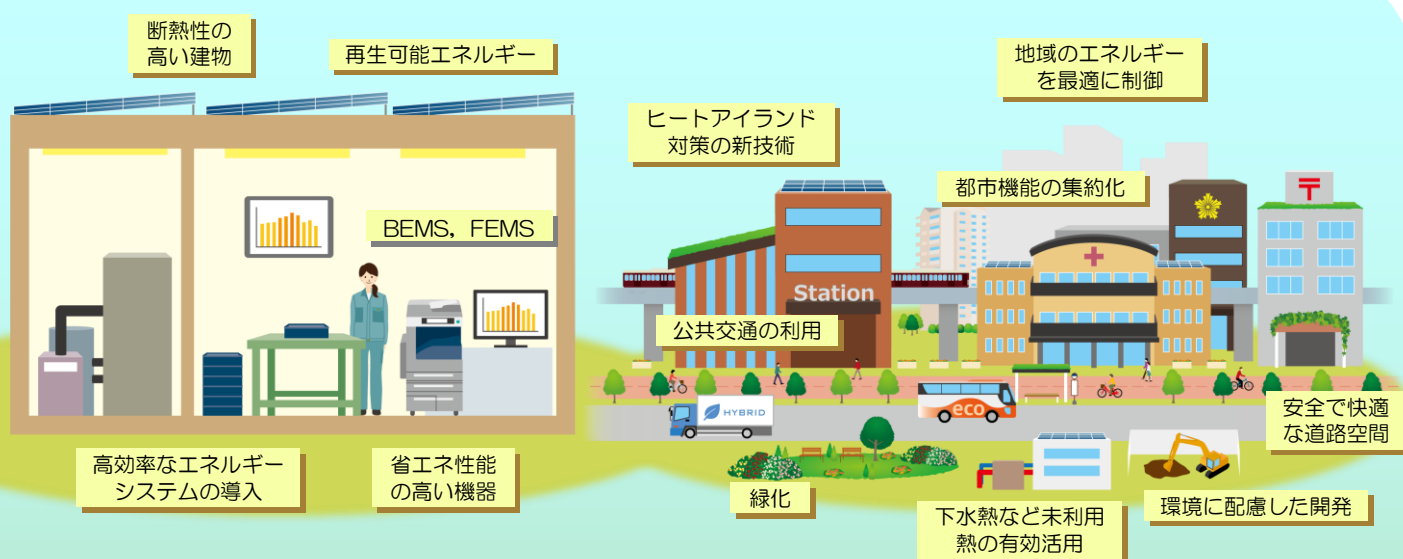 断熱性の
高い建物
再生可能エネルギー
地域のエネルギー
を最適に制御
ヒートアイランド
対策の新技術
都市機能の集約化
〒
BEMS，FEMS
Station
公共交通の利用
HYBRID
eco
安全で快適
な道路空間
高効率なエネルギー
システムの導入
省エネ性能
の高い機器
緑化
環境に配慮した開発
下水熱など未利用
熱の有効活用